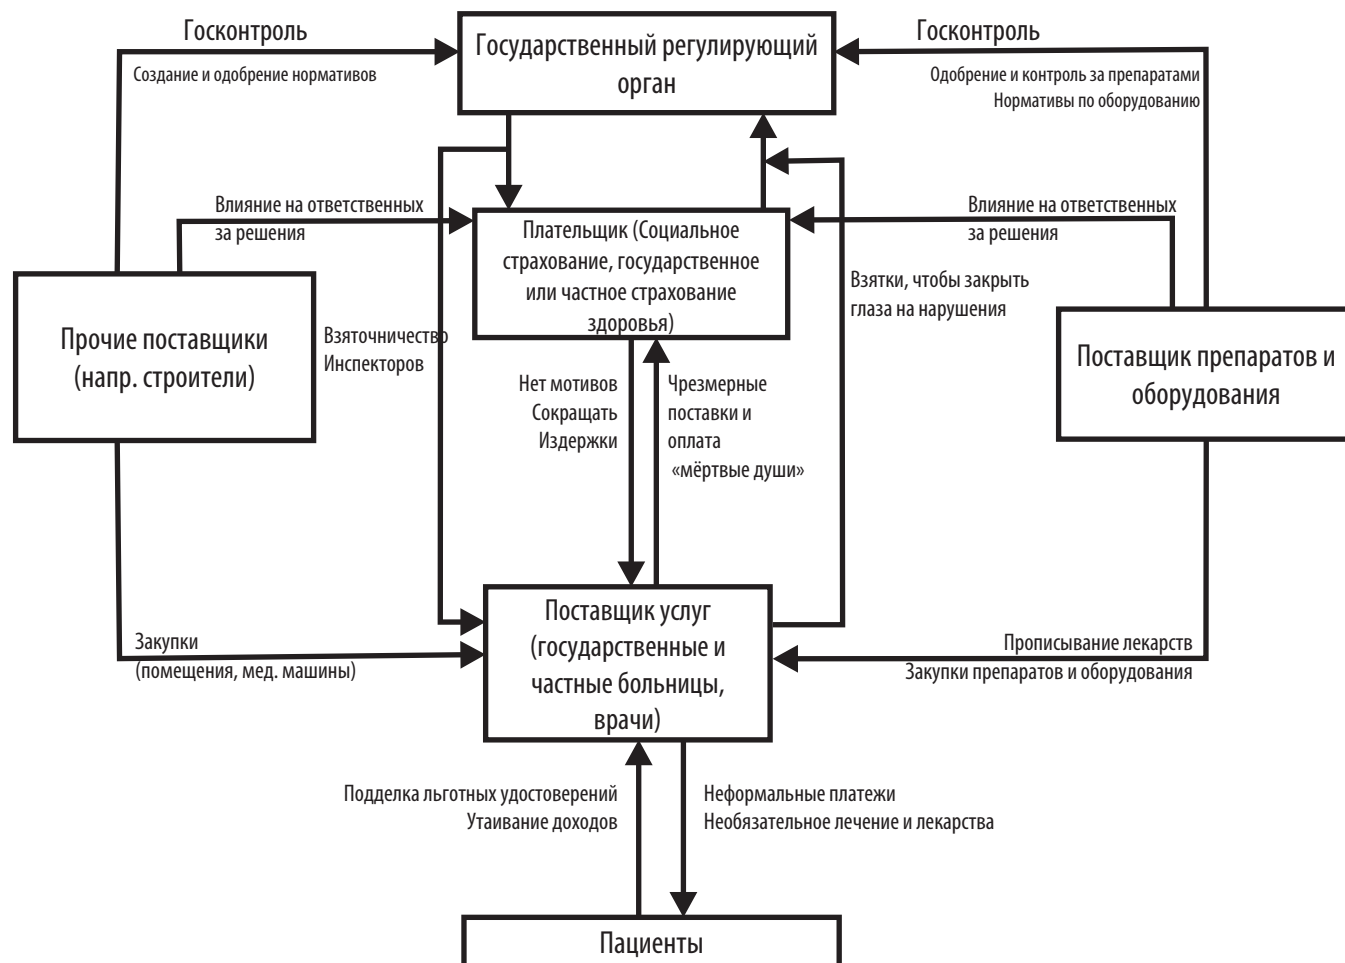 Госконтроль
Создание и одобрение нормативов
Государственный регулирующий
орган
Госконтроль
Одобрение и контроль за препаратами
Нормативы по оборудованию
Влияние на ответственных
за решения
Плательщик (Социальное
страхование, государственное
или частное страхование
здоровья)
Влияние на ответственных
за решения
Прочие поставщики
(напр. строители)
Взяточничество
Инспекторов
Взятки, чтобы закрыть
глаза на нарушения
Поставщик препаратов и
оборудования
Нет мотивов
Сокращать
Издержки
Чрезмерные
поставки и
оплата
«мёртвые души»
Закупки
(помещения, мед. машины)
Поставщик услуг
(государственные и
частные больницы,
врачи)
Прописывание лекарств
Закупки препаратов и оборудования
Подделка льготных удостоверений
Утаивание доходов
Неформальные платежи
Необязательное лечение и лекарства
Пациенты